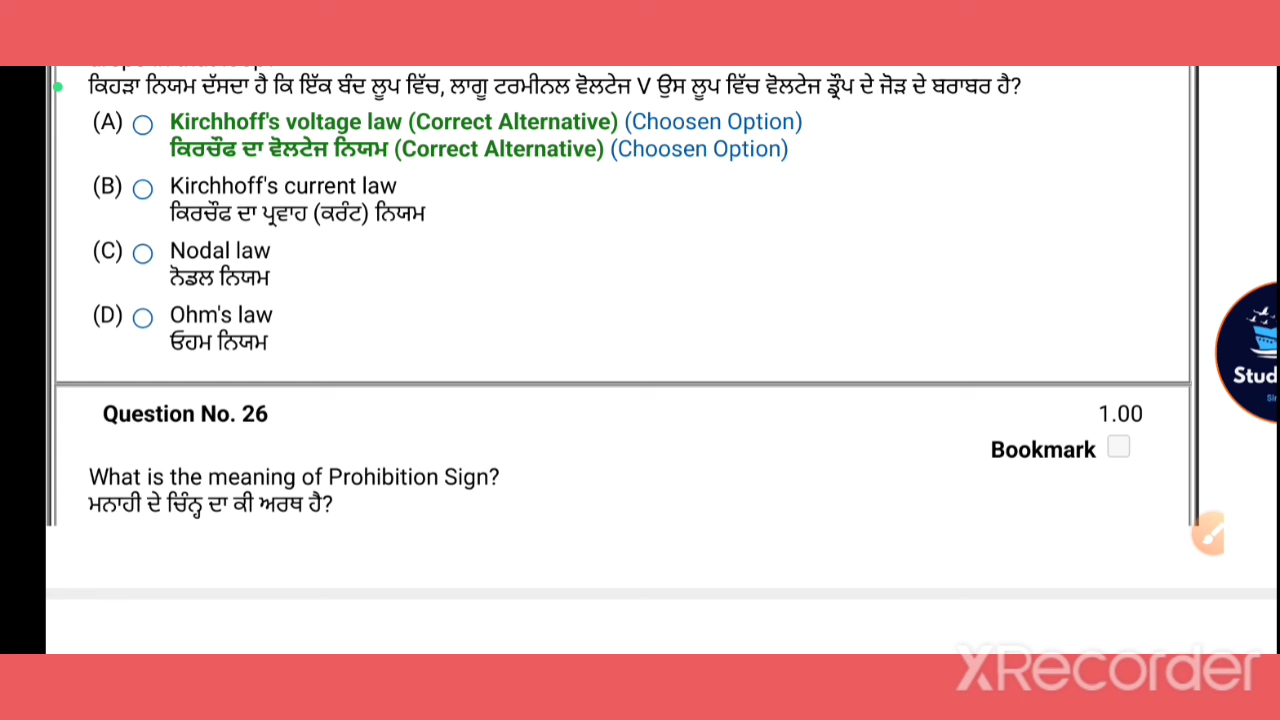 ਕਿਹੜਾ ਨਿਯਮ ਦੱਸਦਾ ਹੈ ਕਿ ਇੱਕ ਬੰਦ ਲੂਪ ਵਿੱਚ, ਲਾਗੂ ਟਰਮੀਨਲ ਵੋਲਟੇਜ V ਉਸ ਲੂਪ ਵਿੱਚ ਵੋਲਟੇਜ ਡ੍ਰੌਪ ਦੇ ਜੋੜ ਦੇ ਬਰਾਬਰ ਹੈ?
(A) Kirchhoff's voltage law (Correct Alternative) (Choosen Option)
ਕਿਰਚੌਫ ਦਾ ਵੋਲਟੇਜ ਨਿਯਮ (Correct Alternative) (Choosen Option)
(B) Kirchhoff's current law
ਕਿਰਚੌਫ ਦਾ ਪ੍ਰਵਾਹ (ਕਰੰਟ) ਨਿਯਮ
(C) Nodal law
ਨੋਡਲ ਨਿਯਮ
(D) Ohm's law
ਓਹਮ ਨਿਯਮ
Question No. 26 1.00
Bookmark
What is the meaning of Prohibition Sign?
ਮਨਾਹੀ ਦੇ ਚਿੰਨ੍ਹ ਦਾ ਕੀ ਅਰਥ ਹੈ?
Stud
XRecorder